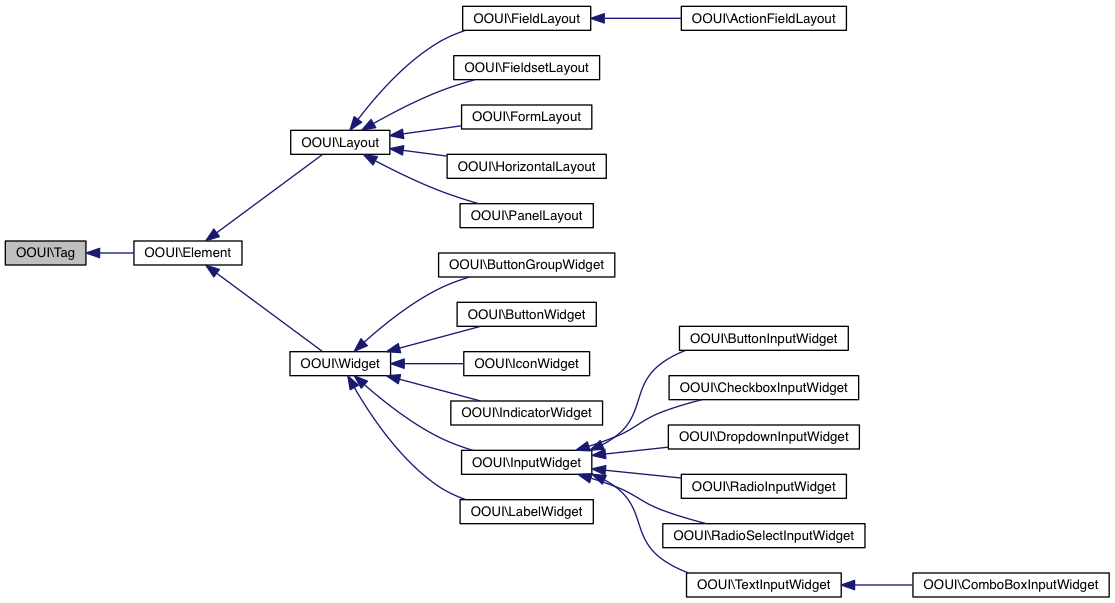 OOUI\FieldLayout
OOUI\ActionFieldLayout
OOUI\FieldsetLayout
OOUI\FormLayout
OOUI\Layout
OOUI\HorizontalLayout
OOUI\PanelLayout
OOUI\Tag
OOUI\Element
OOUI\ButtonGroupWidget
OOUI\ButtonWidget
OOUI\ButtonInputWidget
OOUI\Widget
OOUI\IconWidget
OOUI\CheckboxInputWidget
OOUI\IndicatorWidget
OOUI\DropdownInputWidget
OOUI\InputWidget
OOUI\RadioInputWidget
OOUI\LabelWidget
OOUI\RadioSelectInputWidget
OOUI\TextInputWidget
OOUI\ComboBoxInputWidget